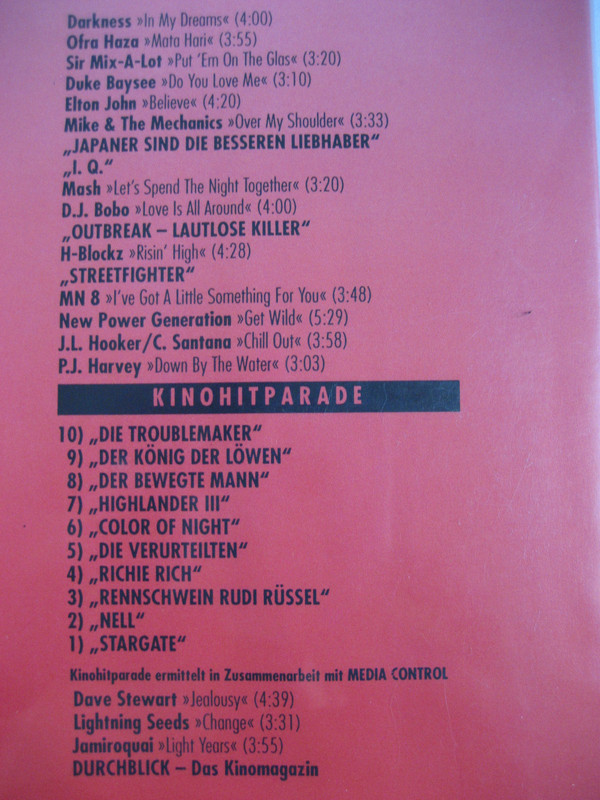 Darkness »In My Dreams« (4:00)
Ofra Haza »Mata Hari« (3:55)
Sir Mix-A-Lot »Put 'Em On The Glas« (3:20)
Duke Baysee »Do You Love Me« (3:10)
Elton John »Believe« (4:20)
Mike & The Mechanics »Over My Shoulder« (3:33)
„JAPANER SIND DIE BESSEREN LIEBHABER“
„I. Q.“
Mash »Let's Spend The Night Together« (3:20)
D.J. Bobo »Love Is All Around« (4:00)
„OUTBREAK – LAUTLOSE KILLER“
H-Blockz »Risin' High« (4:28)
„STREETFIGHTER“
MN 8 »I've Got A Little Something For You« (3:48)
New Power Generation »Get Wild« (5:29)
J.L. Hooker/C. Santana »Chill Out« (3:58)
P.J. Harvey »Down By The Water« (3:03)
KINOHITPARADE
10) „DIE TROUBLEMAKER“
9) „DER KÖNIG DER LÖWEN“
8) „DER BEWEGTE MANN“
7) „HIGHLANDER III“
6) „COLOR OF NIGHT“
5) „DIE VERURTEILTEN“
4) „RICHIE RICH“
3) „RENNSCHWEIN RUDI RÜSSEL“
2) „NELL“
1) „STARGATE“
Kinohitparade ermittelt in Zusammenarbeit mit MEDIA CONTROL
Dave Stewart »Jealousy« (4:39)
Lightning Seeds »Change« (3:31)
Jamiroquai »Light Years« (3:55)
DURCHBLICK – Das Kinomagazin